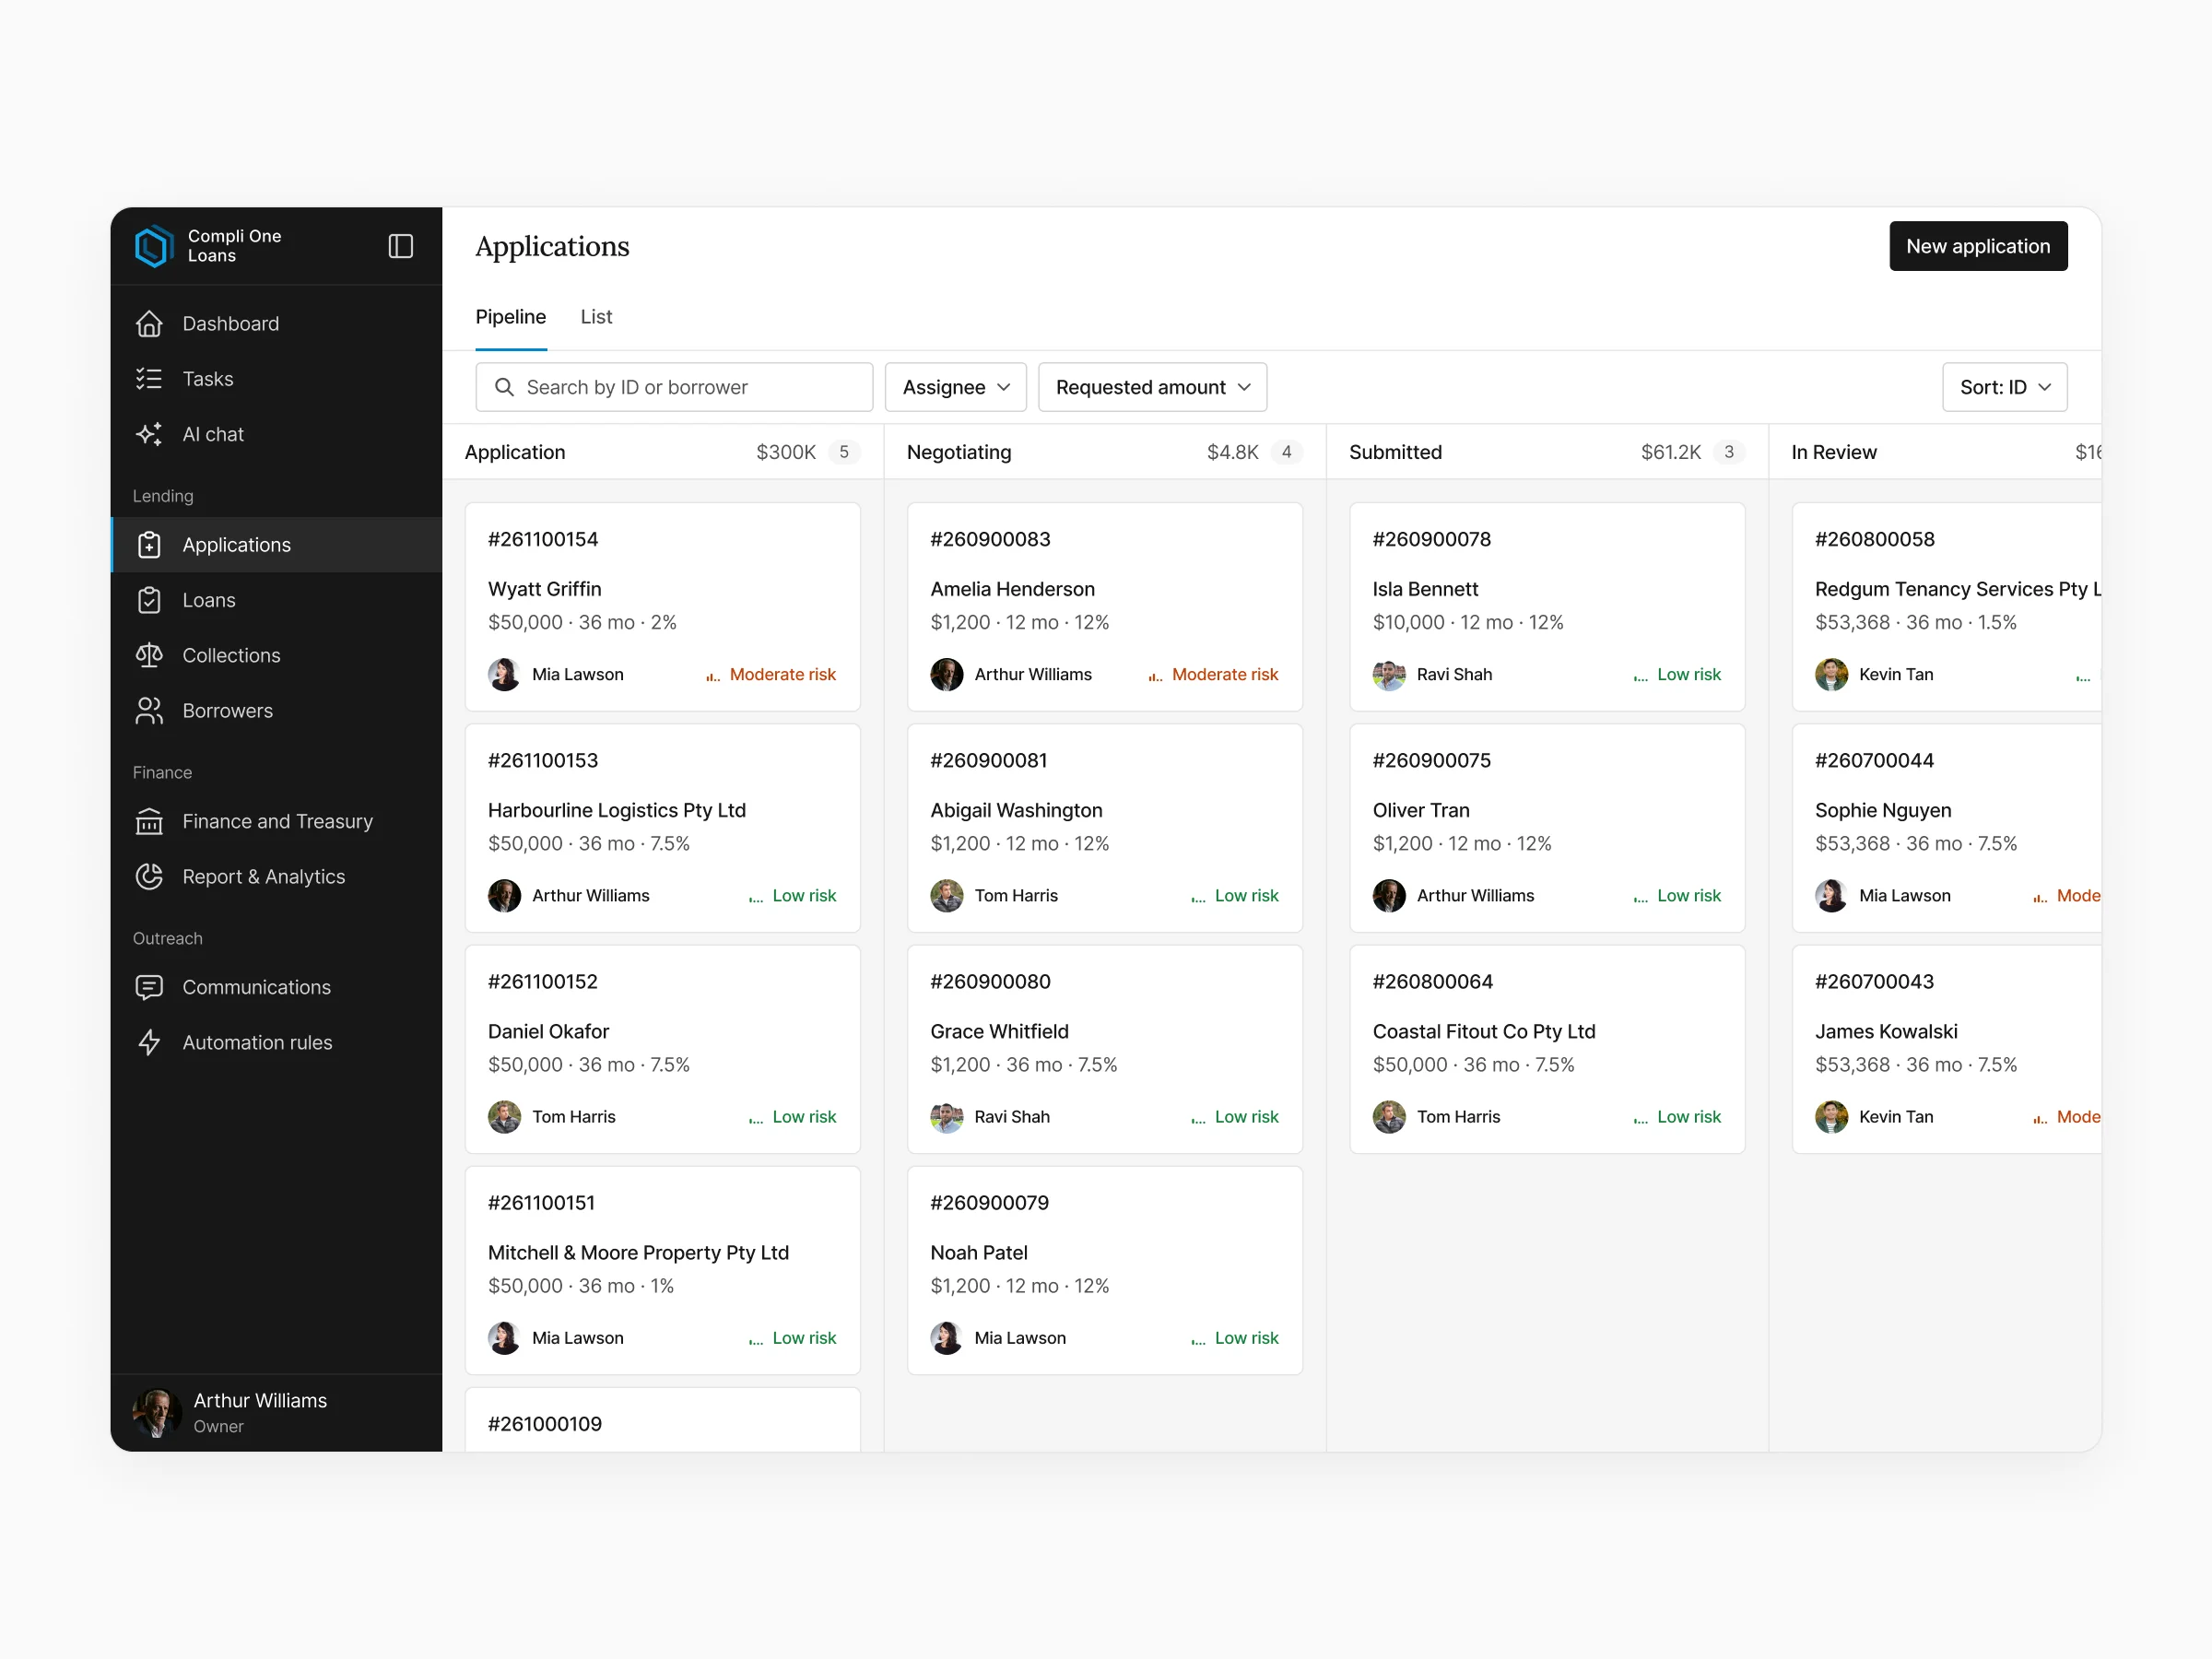 Compli One
Loans
Dashboard
Tasks
AI chat
Lending
Applications
Loans
Collections
Borrowers
Finance
Finance and Treasury
Report & Analytics
Outreach
Communications
Automation rules
Arthur Williams
Owner
Applications
New application
Pipeline
List
Search by ID or borrower
Assignee
Requested amount
Sort: ID
Application
$300K
5
#261100154
Wyatt Griffin
$50,000 · 36 mo · 2%
Mia Lawson
Moderate risk
#261100153
Harbourline Logistics Pty Ltd
$50,000 · 36 mo · 7.5%
Arthur Williams
Low risk
#261100152
Daniel Okafor
$50,000 · 36 mo · 7.5%
Tom Harris
Low risk
#261100151
Mitchell & Moore Property Pty Ltd
$50,000 · 36 mo · 1%
Mia Lawson
Low risk
#261000109
Negotiating
$4.8K
4
#260900083
Amelia Henderson
$1,200 · 12 mo · 12%
Arthur Williams
Moderate risk
#260900081
Abigail Washington
$1,200 · 12 mo · 12%
Tom Harris
Low risk
#260900080
Grace Whitfield
$1,200 · 36 mo · 7.5%
Ravi Shah
Low risk
#260900079
Noah Patel
$1,200 · 12 mo · 12%
Mia Lawson
Low risk
Submitted
$61.2K
3
#260900078
Isla Bennett
$10,000 · 12 mo · 12%
Ravi Shah
Low risk
#260900075
Oliver Tran
$1,200 · 12 mo · 12%
Arthur Williams
Low risk
#260800064
Coastal Fitout Co Pty Ltd
$50,000 · 36 mo · 7.5%
Tom Harris
Low risk
In Review
#260800058
Redgum Tenancy Services Pty L
$53,368 · 36 mo · 1.5%
Kevin Tan
#260700044
Sophie Nguyen
$53,368 · 36 mo · 7.5%
Mia Lawson
Mode
#260700043
James Kowalski
$53,368 · 36 mo · 7.5%
Kevin Tan
Mode